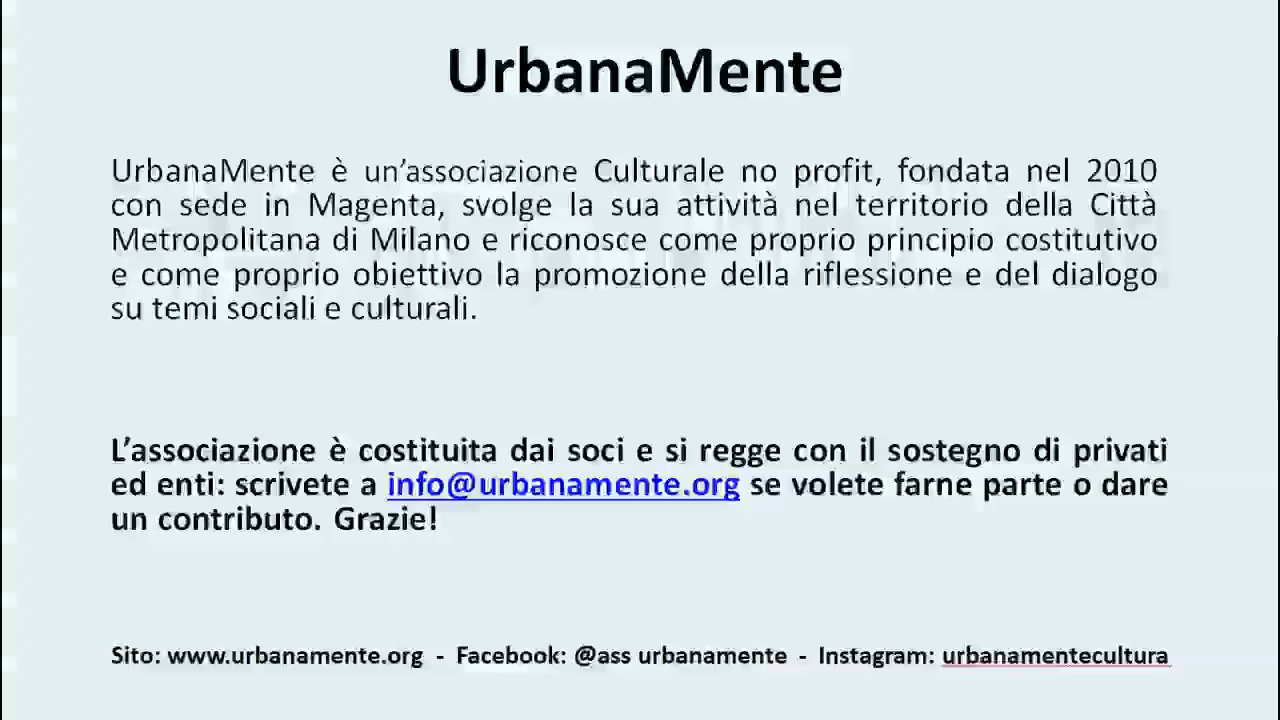 UrbanaMente
UrbanaMente è un’associazione Culturale no profit, fondata nel 2010
con sede in Magenta, svolge la sua attività nel territorio della Città
Metropolitana di Milano e riconosce come proprio principio costitutivo
e come proprio obiettivo la promozione della riflessione e del dialogo
su temi sociali e culturali.
L’associazione è costituita dai soci e si regge con il sostegno di privati
ed enti: scrivete a info@urbanamente.org se volete farne parte o dare
un contributo. Grazie!
Sito: www.urbanamente.org - Facebook: @ass urbanamente - Instagram: urbanamentecultura